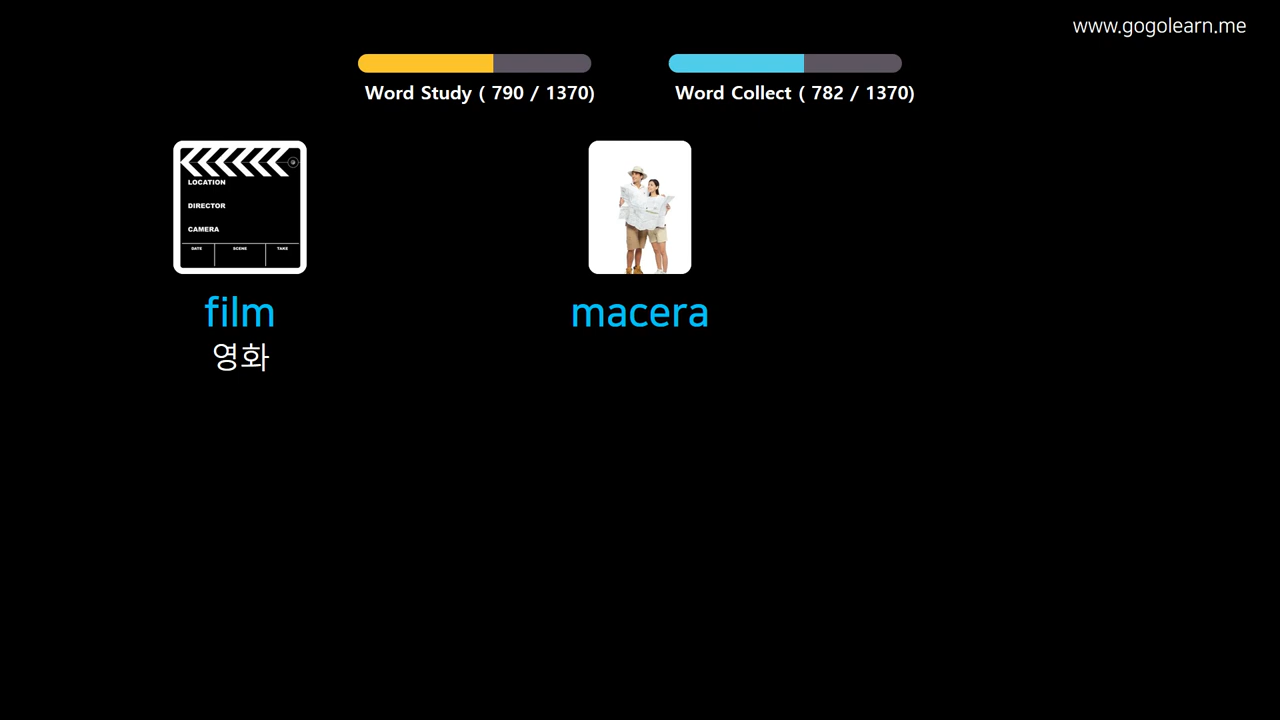 www.gogolearn.me
Word Study ( 790 / 1370)
Word Collect ( 782 / 1370)
LOCATION
DIRECTOR
CAMERA
DATE SCENE TAKE
film
영화
macera